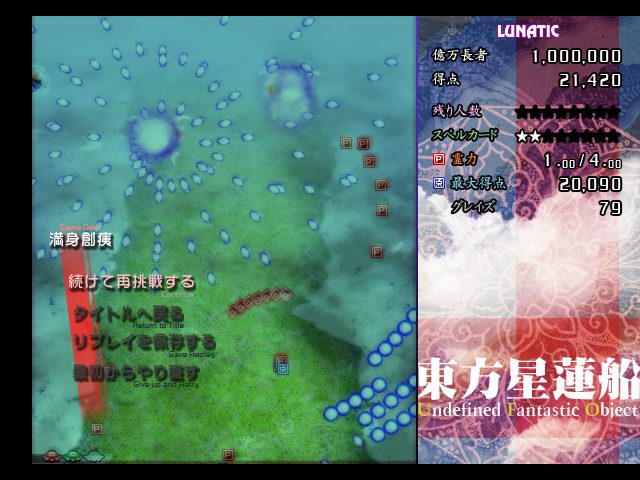 LUNATIC
億万長者 1,000,000
得点 21,420
残り人数
スペルカード
P 霊力 1.00/4.00
最大得点 20,090
グレイズ 79
Game Over
満身創痍
続けて再挑戦する
Continue
タイトルへ戻る
Return to Title
リプレイを保存する
Save Replay
最初からやり直す
Give up and Retry
東方星蓮船
Undefined Fantastic Object